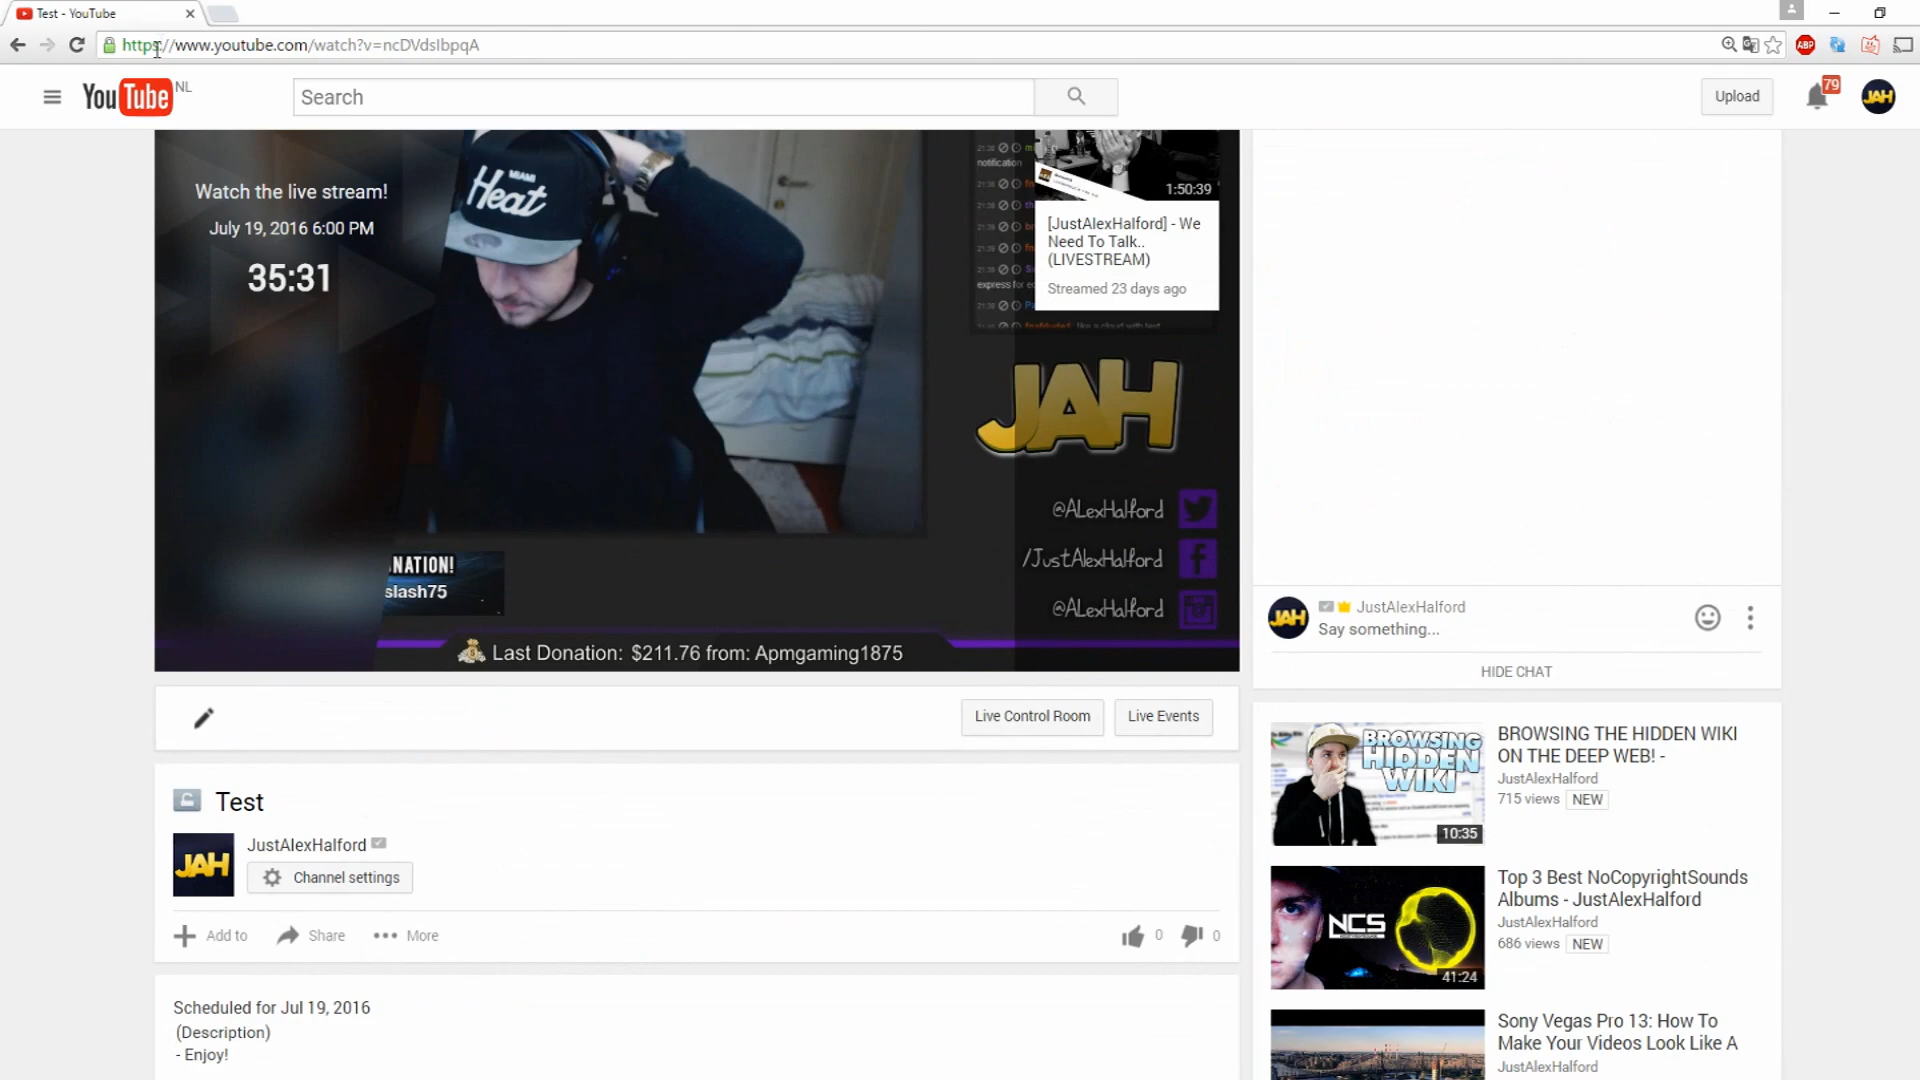 Test - YouTube
https://www.youtube.com/watch?v=ncDVdsIbpqA
ABP
YouTube NL
Search
Upload
79
JAH
Watch the live stream!
July 19, 2016 6:00 PM
35:31
MIAMI
Heat
notification
1:50:39
[JustAlexHalford] - We
Need To Talk..
(LIVESTREAM)
Streamed 23 days ago
JAH
@ALexHalford
/JustALexHalford
@ALexHalford
NATION!
slash75
Last Donation: $211.76 from: Apmgaming1875
JAH
JustAlexHalford
Say something...
HIDE CHAT
Live Control Room
Live Events
Test
JAH
JustAlexHalford
Channel settings
Add to
Share
More
0
0
Scheduled for Jul 19, 2016
(Description)
- Enjoy!
BROWSING
HIDDEN
WIKI
10:35
BROWSING THE HIDDEN WIKI
ON THE DEEP WEB! -
JustAlexHalford
715 views NEW
NCS
41:24
Top 3 Best NoCopyrightSounds
Albums - JustAlexHalford
JustAlexHalford
686 views NEW
Sony Vegas Pro 13: How To
Make Your Videos Look Like A
JustAlexHalford